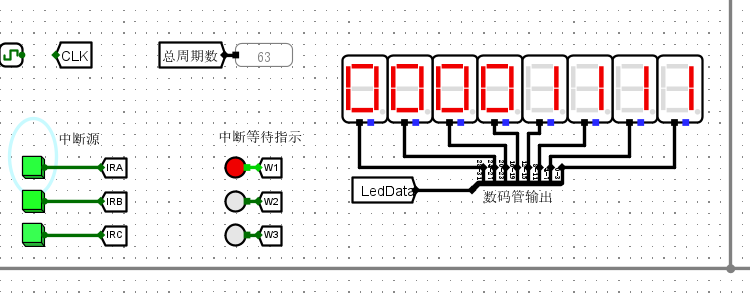 CLK
总周期数
63
00001111
中断源
中断等待指示
IRA
W1
IRB
W2
IRC
W3
LedData
数码管输出